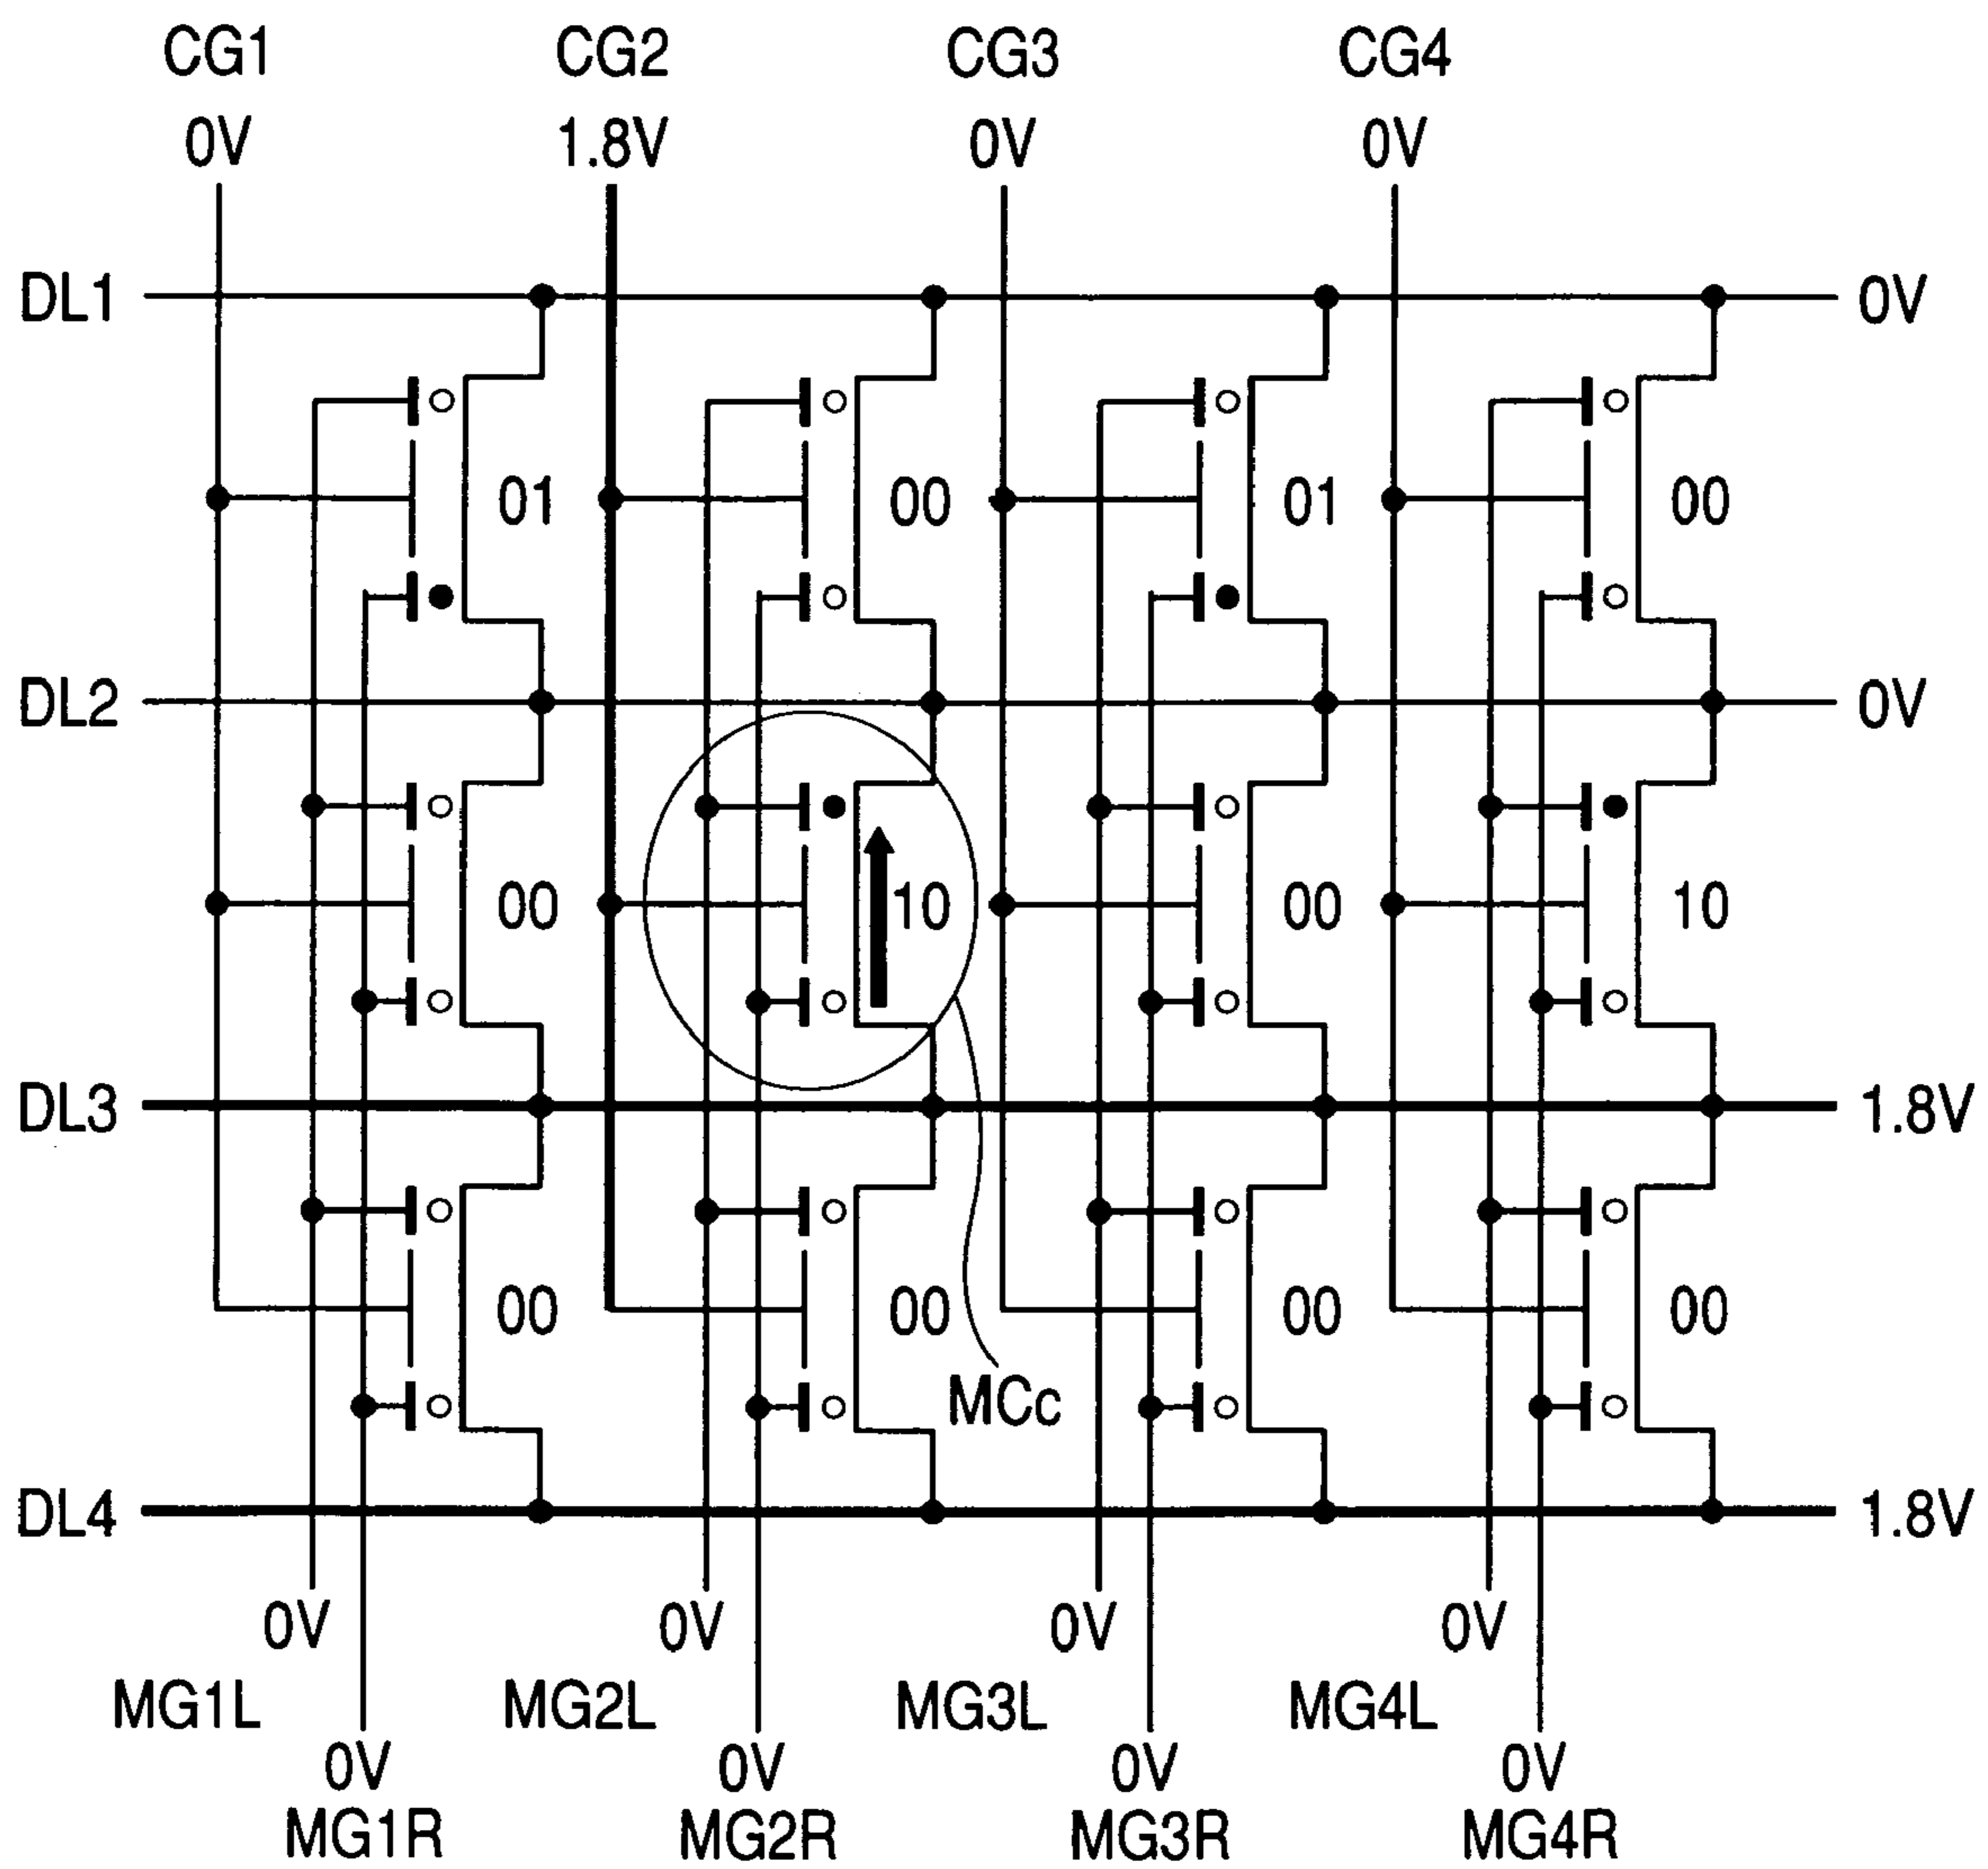 CG1 CG2 CG3 CG4
0V 1.8V 0V 0V
DL1 0V
01 00 01 00
DL2 0V
00 10 00 10
DL3 1.8V
00 00 00 00
MCc
DL4 1.8V
0V 0V 0V 0V
MG1L MG2L MG3L MG4L
0V 0V 0V 0V
MG1R MG2R MG3R MG4R